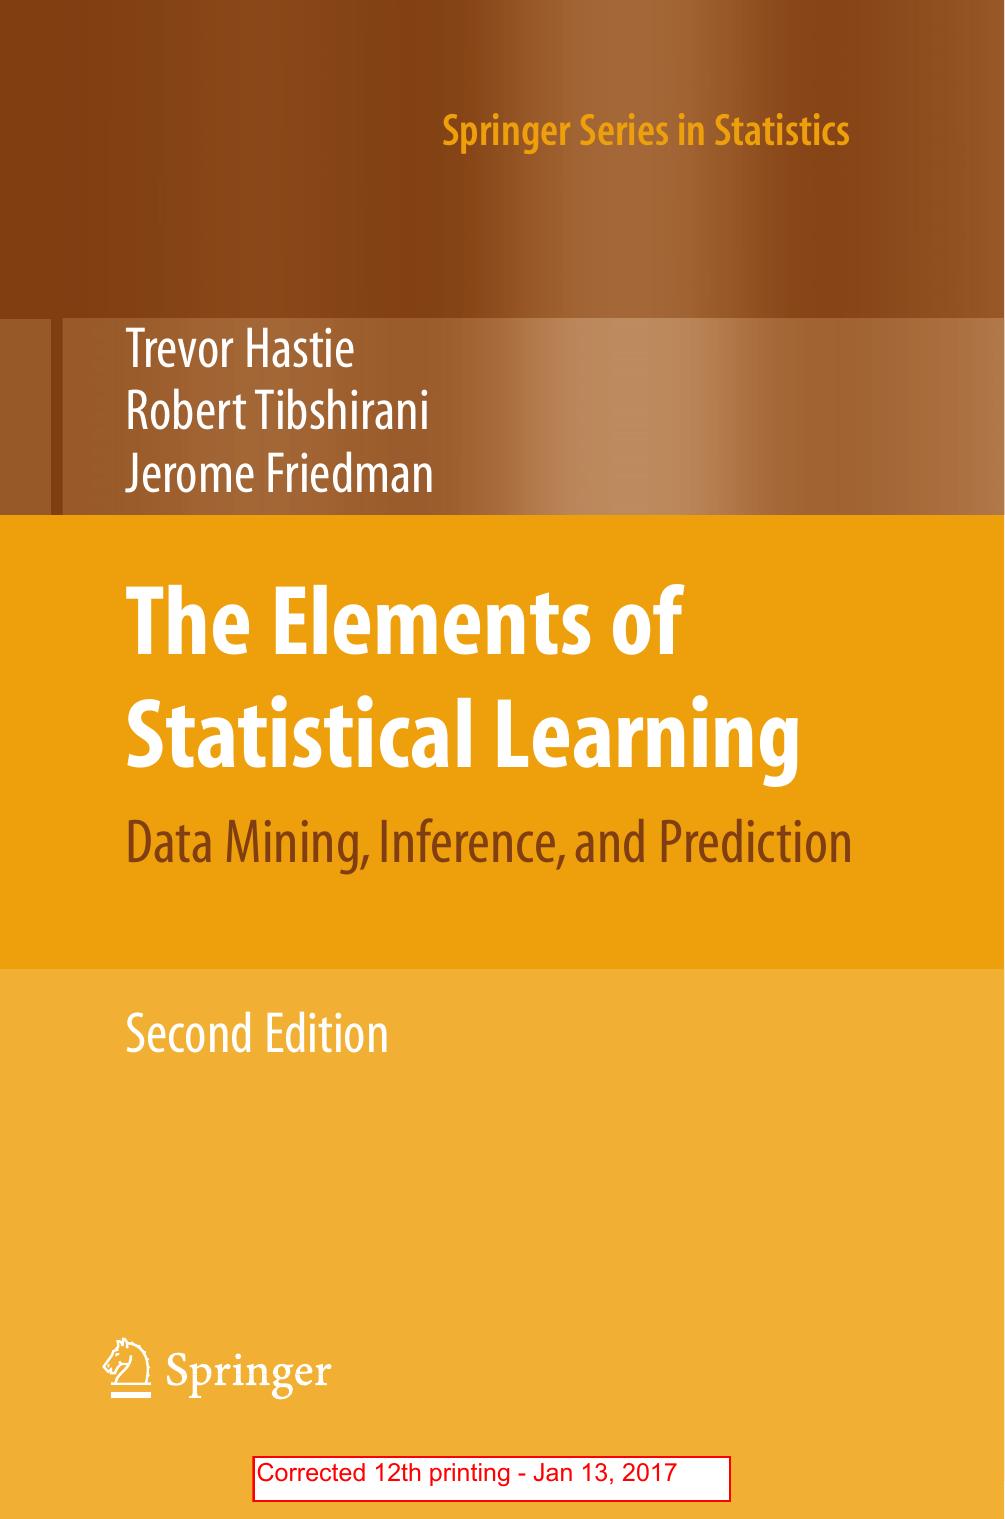 Springer Series in Statistics
Trevor Hastie
Robert Tibshirani
Jerome Friedman
The Elements of
Statistical Learning
Data Mining, Inference, and Prediction
Second Edition
Springer
Corrected 12th printing - Jan 13, 2017